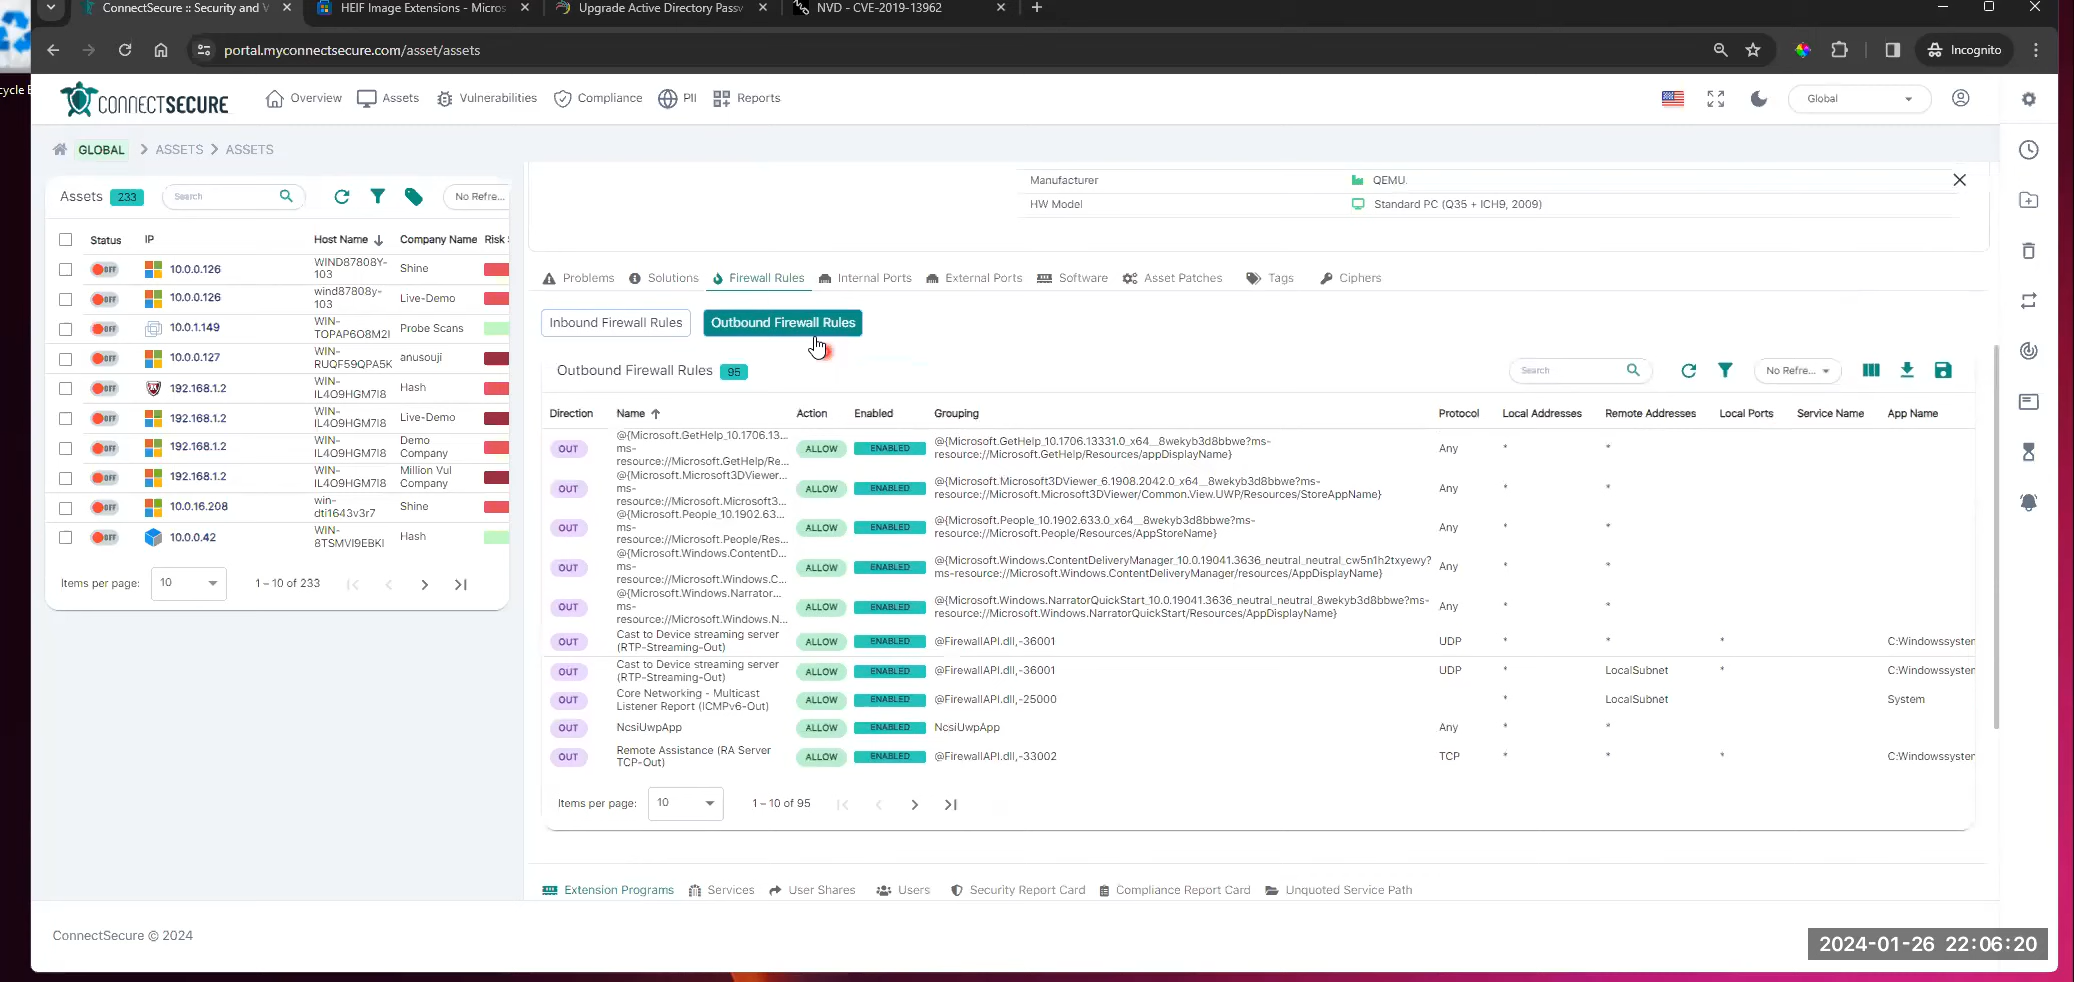 ConnectSecure :: Security and V
HEIF Image Extensions - Micros
Upgrade Active Directory Passw
NVD - CVE-2019-13962
portal.myconnectsecure.com/asset/assets
Incognito
cycle B
CONNECTSECURE
Overview
Assets
Vulnerabilities
Compliance
PII
Reports
Global
GLOBAL
ASSETS
ASSETS
Assets 233
Search
No Refre...
Status IP Host Name Company Name Risk
OFF 10.0.0.126 WIND87808Y-103 Shine
OFF 10.0.0.126 wind87808y-103 Live-Demo
OFF 10.0.1.149 WIN-TOPAP6O8M2I Probe Scans
OFF 10.0.0.127 WIN-RUQF59QPA5K anusouji
OFF 192.168.1.2 WIN-IL4O9HGM7I8 Hash
OFF 192.168.1.2 WIN-IL4O9HGM7I8 Live-Demo
OFF 192.168.1.2 WIN-IL4O9HGM7I8 Demo Company
OFF 192.168.1.2 WIN-IL4O9HGM7I8 Million Vul Company
OFF 10.0.16.208 win-dti1643v3r7 Shine
OFF 10.0.0.42 WIN-8TSMVI9EBKI Hash
Items per page: 10 1 – 10 of 233
Manufacturer QEMU.
HW Model Standard PC (Q35 + ICH9, 2009)
Problems
Solutions
Firewall Rules
Internal Ports
External Ports
Software
Asset Patches
Tags
Ciphers
Inbound Firewall Rules
Outbound Firewall Rules
Outbound Firewall Rules 95
Search
No Refre...
Direction Name Action Enabled Grouping Protocol Local Addresses Remote Addresses Local Ports Service Name App Name
OUT @{Microsoft.GetHelp_10.1706.13... ms-resource://Microsoft.GetHelp/Re... ALLOW ENABLED @{Microsoft.GetHelp_10.1706.13331.0_x64__8wekyb3d8bbwe?ms-resource://Microsoft.GetHelp/Resources/appDisplayName} Any * *
OUT @{Microsoft.Microsoft3DViewer... ms-resource://Microsoft.Microsoft3... ALLOW ENABLED @{Microsoft.Microsoft3DViewer_6.1908.2042.0_x64__8wekyb3d8bbwe?ms-resource://Microsoft.Microsoft3DViewer/Common.View.UWP/Resources/StoreAppName} Any * *
OUT @{Microsoft.People_10.1902.63... ms-resource://Microsoft.People/Res... ALLOW ENABLED @{Microsoft.People_10.1902.633.0_x64__8wekyb3d8bbwe?ms-resource://Microsoft.People/Resources/AppStoreName} Any * *
OUT @{Microsoft.Windows.ContentD... ms-resource://Microsoft.Windows.C... ALLOW ENABLED @{Microsoft.Windows.ContentDeliveryManager_10.0.19041.3636_neutral_neutral_cw5n1h2txyewy?ms-resource://Microsoft.Windows.ContentDeliveryManager/resources/AppDisplayName} Any * *
OUT @{Microsoft.Windows.Narrator... ms-resource://Microsoft.Windows.N... ALLOW ENABLED @{Microsoft.Windows.NarratorQuickStart_10.0.19041.3636_neutral_neutral_8wekyb3d8bbwe?ms-resource://Microsoft.Windows.NarratorQuickStart/Resources/AppDisplayName} Any * *
OUT Cast to Device streaming server (RTP-Streaming-Out) ALLOW ENABLED @FirewallAPI.dll,-36001 UDP * * * C:Windowssystem
OUT Cast to Device streaming server (RTP-Streaming-Out) ALLOW ENABLED @FirewallAPI.dll,-36001 UDP * LocalSubnet * C:Windowssystem
OUT Core Networking - Multicast Listener Report (ICMPv6-Out) ALLOW ENABLED @FirewallAPI.dll,-25000 * LocalSubnet System
OUT NcsiUwpApp ALLOW ENABLED NcsiUwpApp Any * *
OUT Remote Assistance (RA Server TCP-Out) ALLOW ENABLED @FirewallAPI.dll,-33002 TCP * * * C:Windowssystem
Items per page: 10 1 – 10 of 95
Extension Programs
Services
User Shares
Users
Security Report Card
Compliance Report Card
Unquoted Service Path
ConnectSecure © 2024
2024-01-26 22:06:20